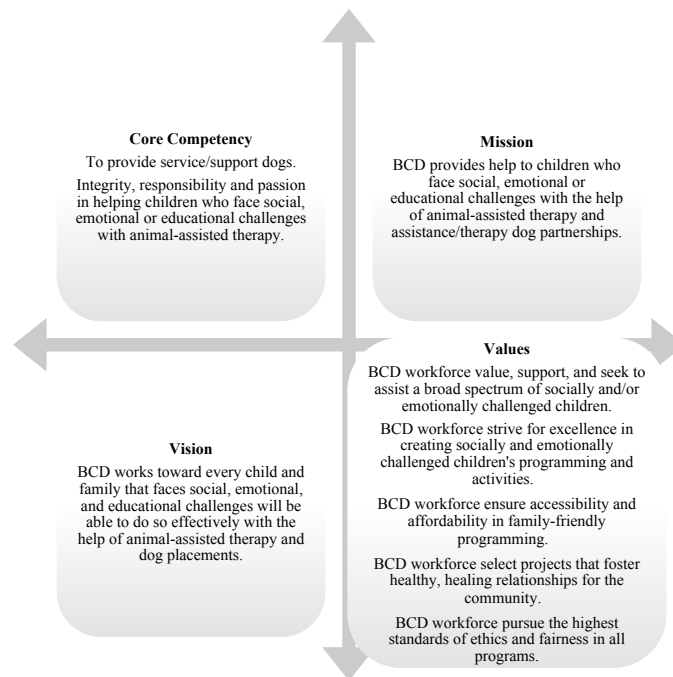 Core Competency
To provide service/support dogs.
Integrity, responsibility and passion
in helping children who face social,
emotional or educational challenges
with animal-assisted therapy.
Mission
BCD provides help to children who
face social, emotional or
educational challenges with the help
of animal-assisted therapy and
assistance/therapy dog partnerships.
Vision
BCD works toward every child and
family that faces social, emotional,
and educational challenges will be
able to do so effectively with the
help of animal-assisted therapy and
dog placements.
Values
BCD workforce value, support, and seek to
assist a broad spectrum of socially and/or
emotionally challenged children.
BCD workforce strive for excellence in
creating socially and emotionally
challenged children's programming and
activities.
BCD workforce ensure accessibility and
affordability in family-friendly
programming.
BCD workforce select projects that foster
healthy, healing relationships for the
community.
BCD workforce pursue the highest
standards of ethics and fairness in all
programs.